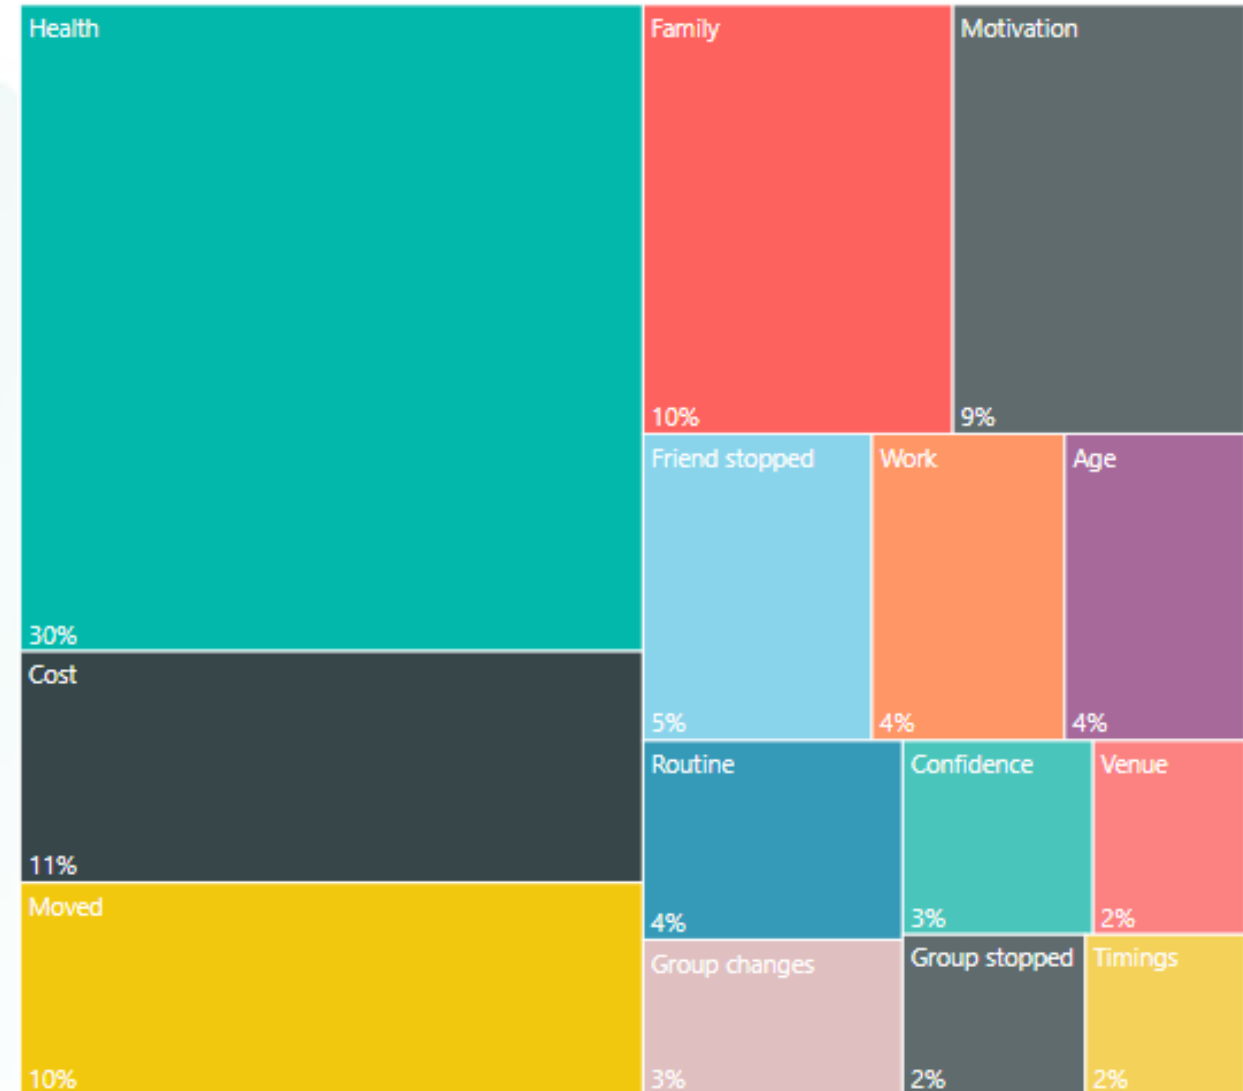 Health
30%
Cost
11%
Moved
10%
Family
10%
Motivation
9%
Friend stopped
5%
Work
4%
Age
4%
Routine
4%
Confidence
3%
Venue
2%
Group changes
3%
Group stopped
2%
Timings
2%